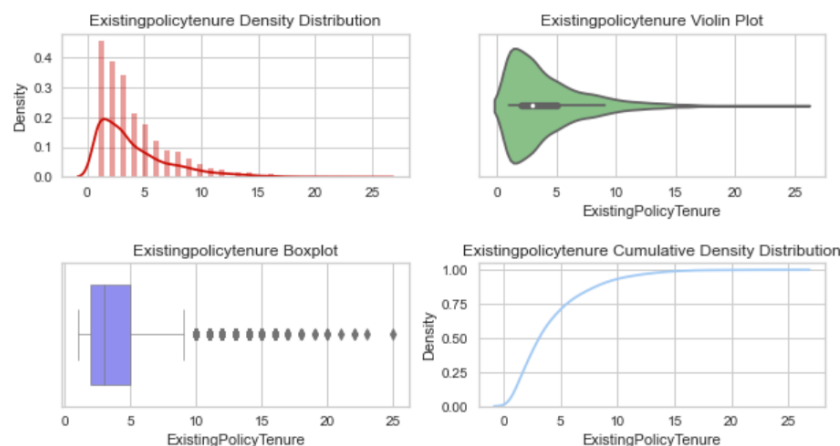 Existingpolicytenure Density Distribution
Density
0.4
0.3
0.2
0.1
0.0
0 5 10 15 20 25
Existingpolicytenure Violin Plot
0 5 10 15 20 25
ExistingPolicyTenure
Existingpolicytenure Boxplot
0 5 10 15 20 25
ExistingPolicyTenure
Existingpolicytenure Cumulative Density Distribution
Density
1.00
0.75
0.50
0.25
0.00
0 5 10 15 20 25
ExistingPolicyTenure